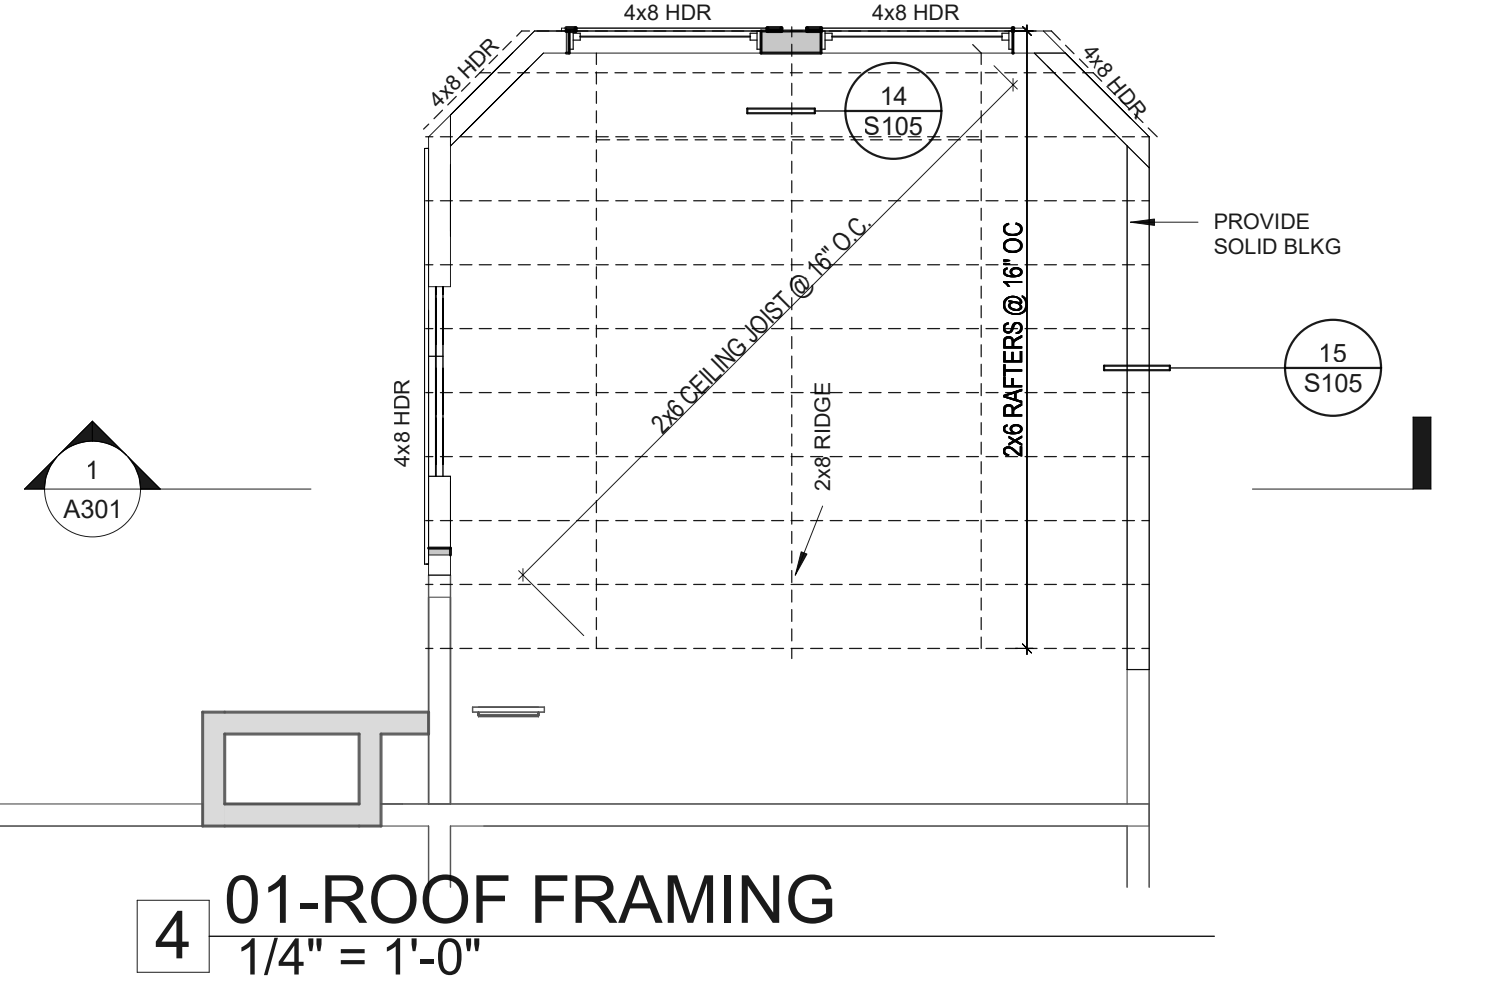 4x8 HDR
4x8 HDR
4x8 HDR
4x8 HDR
14
S105
2x6 CEILING JOIST @ 16" O.C.
2x6 RAFTERS @ 16" OC
PROVIDE
SOLID BLKG
15
S105
4x8 HDR
2x8 RIDGE
1
A301
4
01-ROOF FRAMING
1/4" = 1'-0"